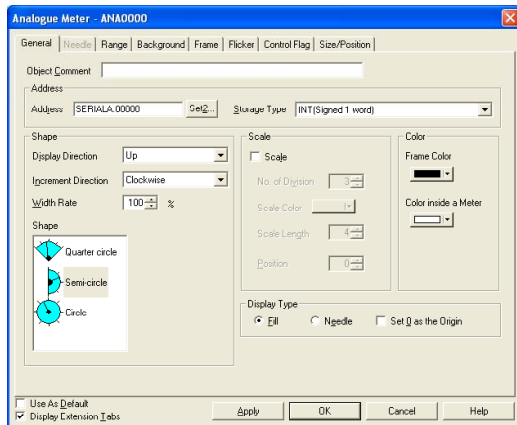 Analogue Meter - ANA0000
General Needle Range Background Frame Flicker Control Flag Size/Position
Object Comment
Address
Address SERIALA.00000 Set2... Storage Type INT(Signed 1 word)
Shape
Display Direction Up
Increment Direction Clockwise
Width Rate 100 %
Shape
Quarter circle
Semi-circle
Circle
Scale
Scale
No. of Division 3
Scale Color
Scale Length 4
Position 0
Color
Frame Color
Color inside a Meter
Display Type
Fill Needle Set 0 as the Origin
Use As Default
Display Extension Tabs
Apply OK Cancel Help